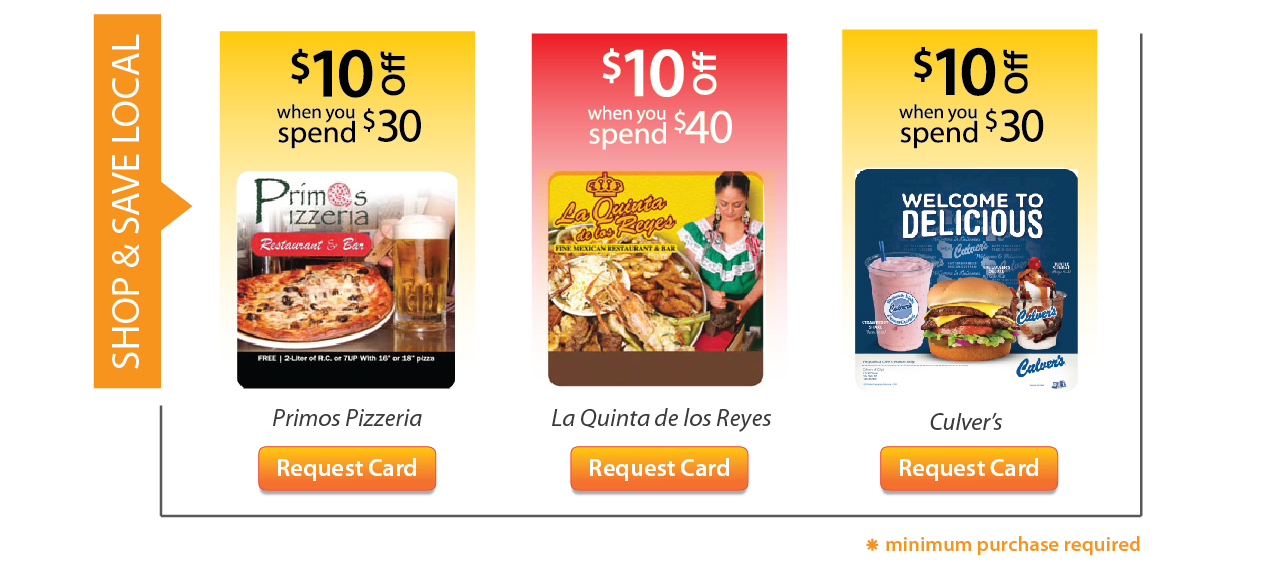 SHOP & SAVE LOCAL
$10 Off
when you
spend $30
Primos
Pizzeria
Restaurant & Bar
FREE | 2-Liter of R.C. or 7UP With 16" or 18" pizza
Primos Pizzeria
Request Card
$10 Off
when you
spend $40
La Quinta
de los Reyes
FINE MEXICAN RESTAURANT & BAR
La Quinta de los Reyes
Request Card
$10 Off
when you
spend $30
WELCOME TO
DELICIOUS
Culver's
Culver's
Culver's
Culver's
Culver's
Request Card
* minimum purchase required